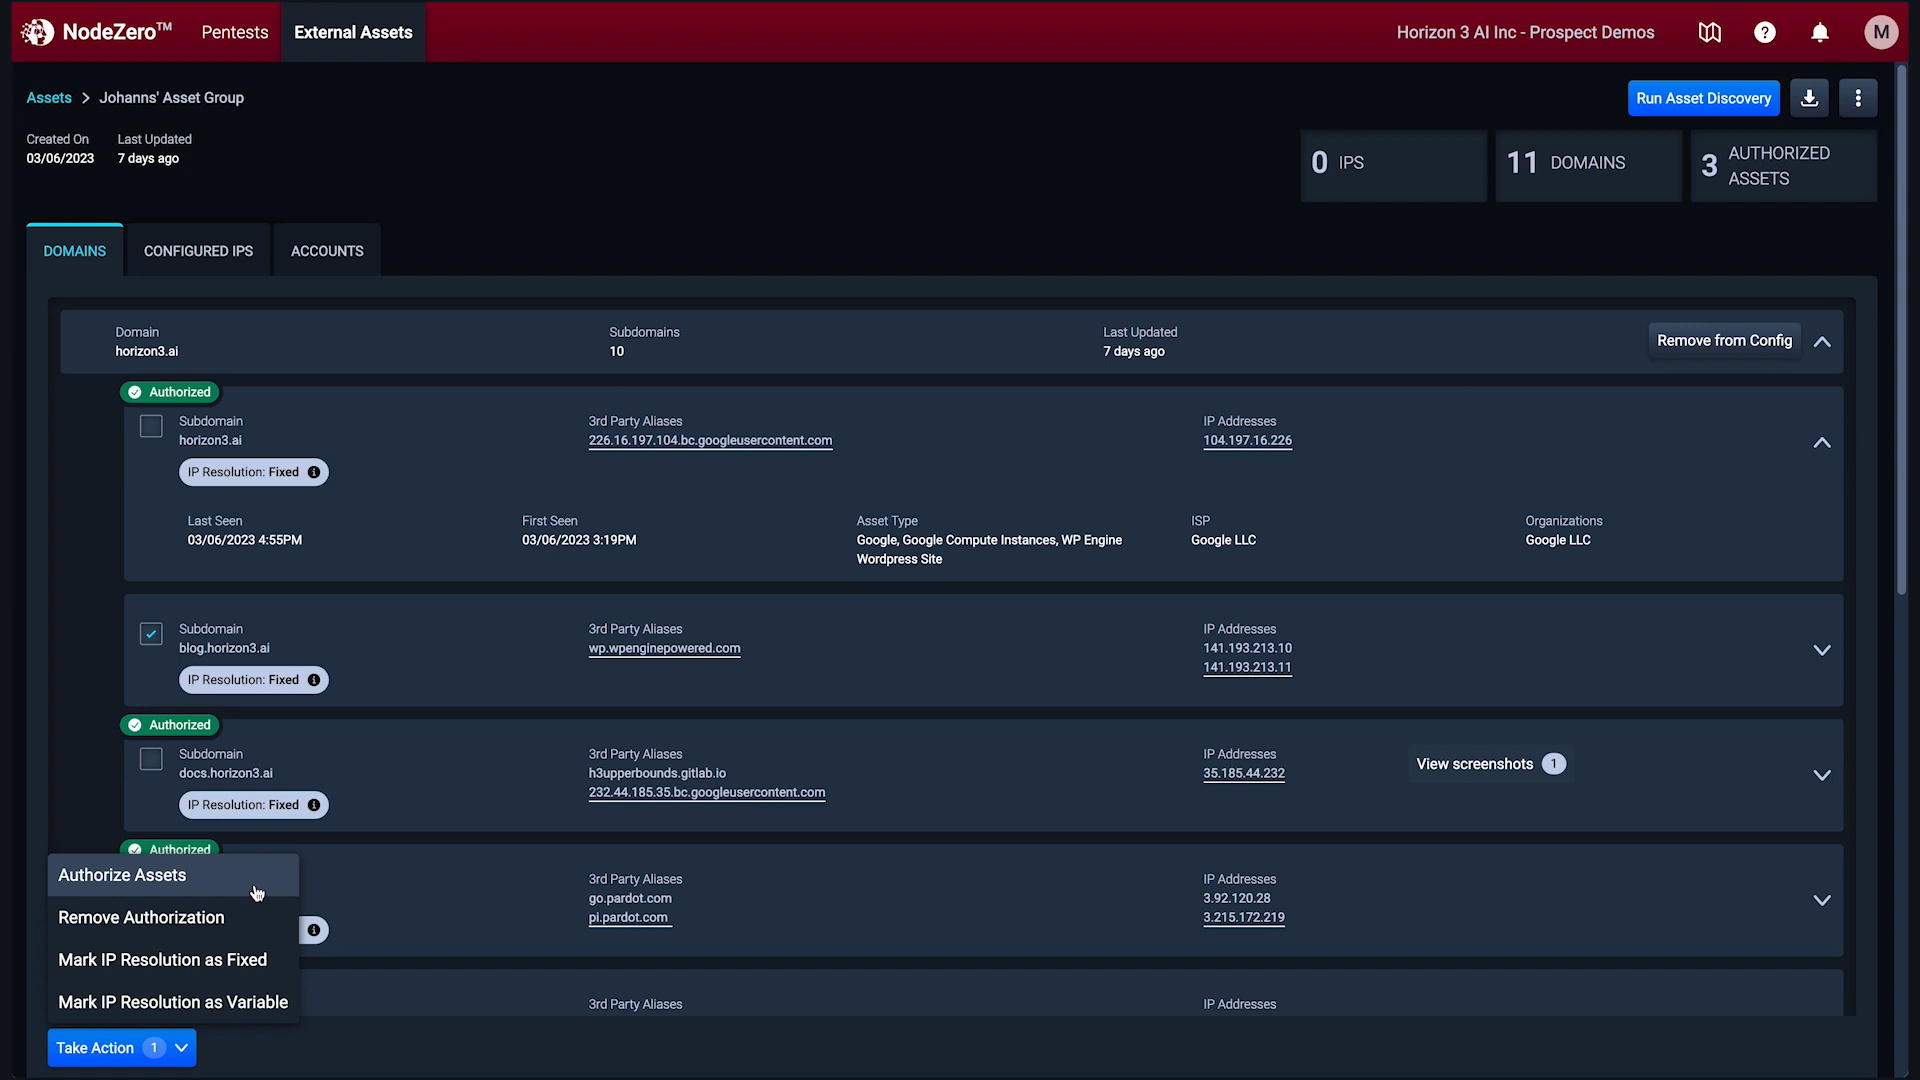 NodeZero™
Pentests
External Assets
Horizon 3 AI Inc - Prospect Demos
?
M
Assets > Johanns' Asset Group
Run Asset Discovery
Created On
03/06/2023
Last Updated
7 days ago
0 IPS
11 DOMAINS
3 AUTHORIZED
ASSETS
DOMAINS
CONFIGURED IPS
ACCOUNTS
Domain
horizon3.ai
Subdomains
10
Last Updated
7 days ago
Remove from Config
Authorized
Subdomain
horizon3.ai
IP Resolution: Fixed
3rd Party Aliases
226.16.197.104.bc.googleusercontent.com
IP Addresses
104.197.16.226
Last Seen
03/06/2023 4:55PM
First Seen
03/06/2023 3:19PM
Asset Type
Google, Google Compute Instances, WP Engine
Wordpress Site
ISP
Google LLC
Organizations
Google LLC
Subdomain
blog.horizon3.ai
IP Resolution: Fixed
3rd Party Aliases
wp.wpenginepowered.com
IP Addresses
141.193.213.10
141.193.213.11
Authorized
Subdomain
docs.horizon3.ai
IP Resolution: Fixed
3rd Party Aliases
h3upperbounds.gitlab.io
232.44.185.35.bc.googleusercontent.com
IP Addresses
35.185.44.232
View screenshots 1
Authorized
3rd Party Aliases
go.pardot.com
pi.pardot.com
IP Addresses
3.92.120.28
3.215.172.219
3rd Party Aliases
IP Addresses
Authorize Assets
Remove Authorization
Mark IP Resolution as Fixed
Mark IP Resolution as Variable
Take Action 1